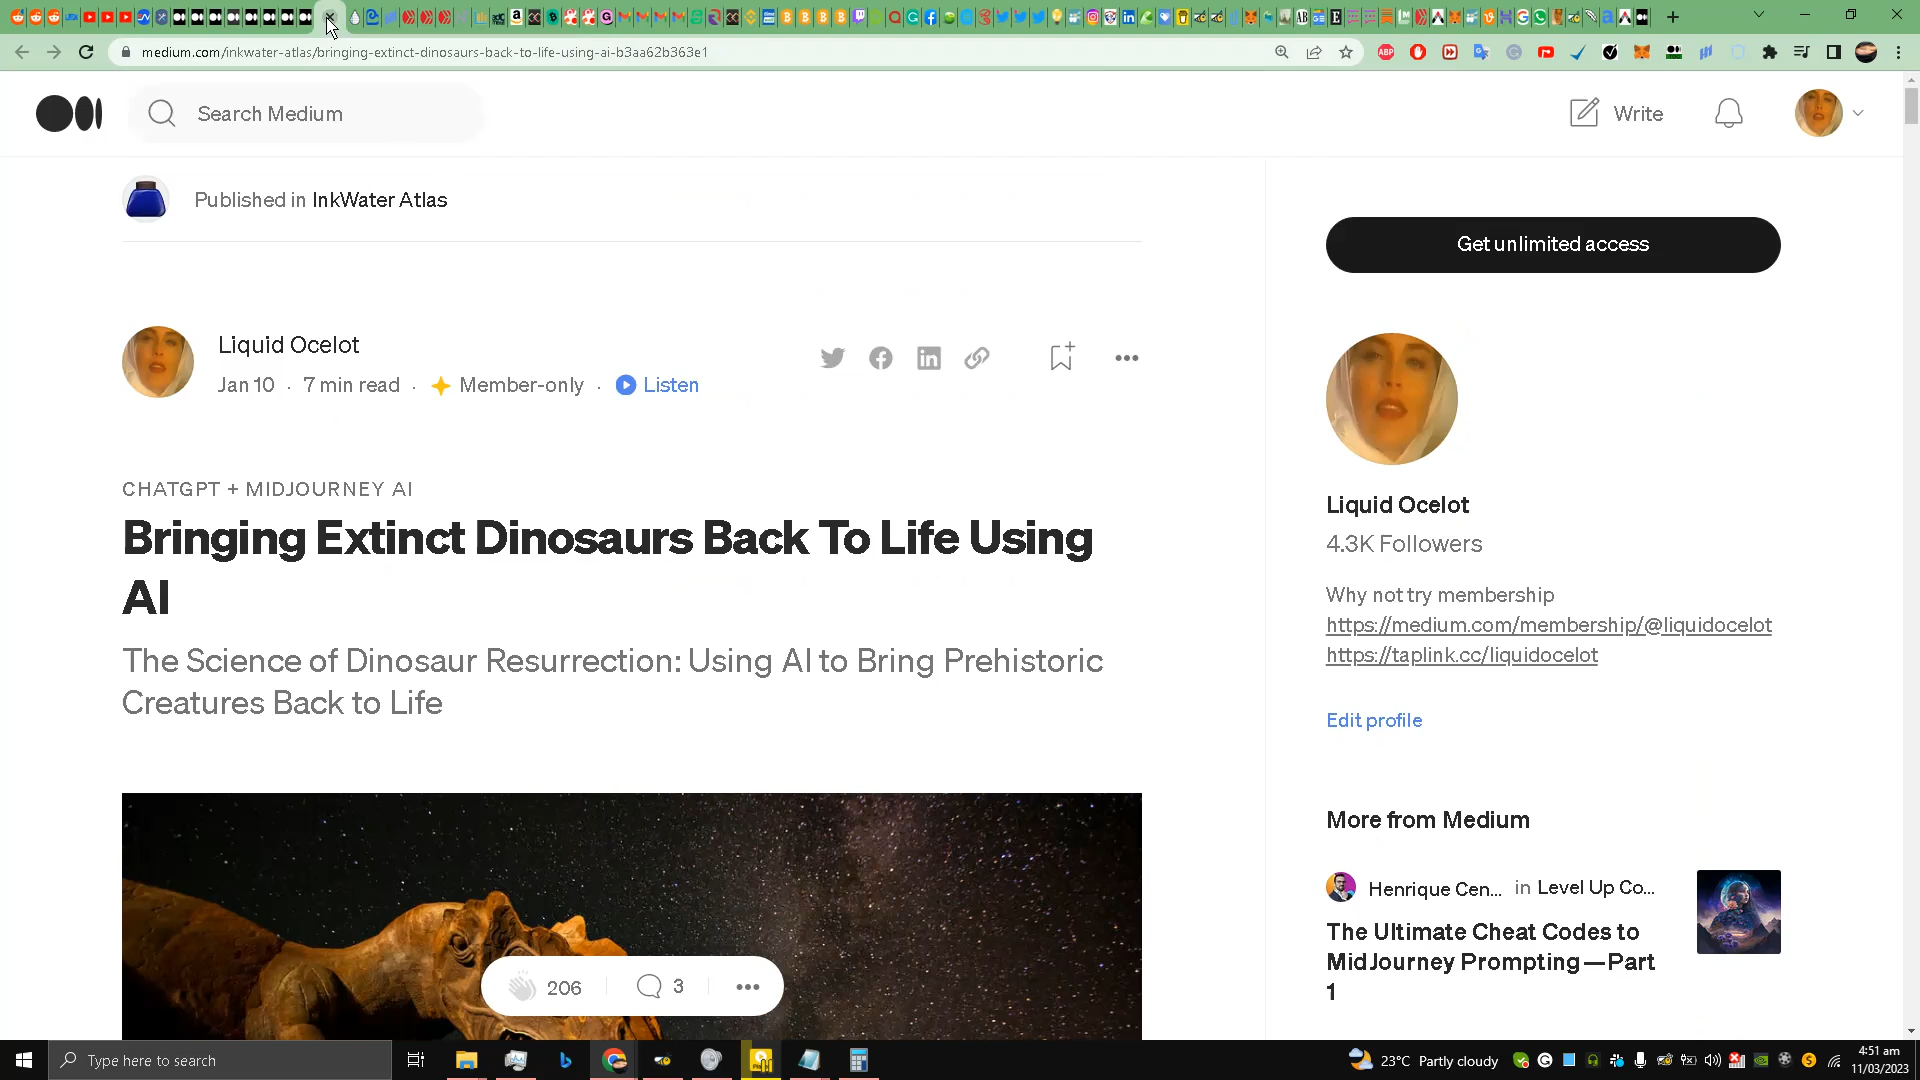 medium.com/inkwater-atlas/bringing-extinct-dinosaurs-back-to-life-using-ai-b3aa62b363e1
Search Medium
Write
Published in InkWater Atlas
Get unlimited access
Liquid Ocelot
Jan 10 · 7 min read · Member-only · Listen
CHATGPT + MIDJOURNEY AI
Bringing Extinct Dinosaurs Back To Life Using
AI
The Science of Dinosaur Resurrection: Using AI to Bring Prehistoric
Creatures Back to Life
206
3
Liquid Ocelot
4.3K Followers
Why not try membership
https://medium.com/membership/@liquidocelot
https://taplink.cc/liquidocelot
Edit profile
More from Medium
Henrique Cen... in Level Up Co...
The Ultimate Cheat Codes to
MidJourney Prompting—Part
1
Type here to search
23°C Partly cloudy
4:51 am
11/03/2023